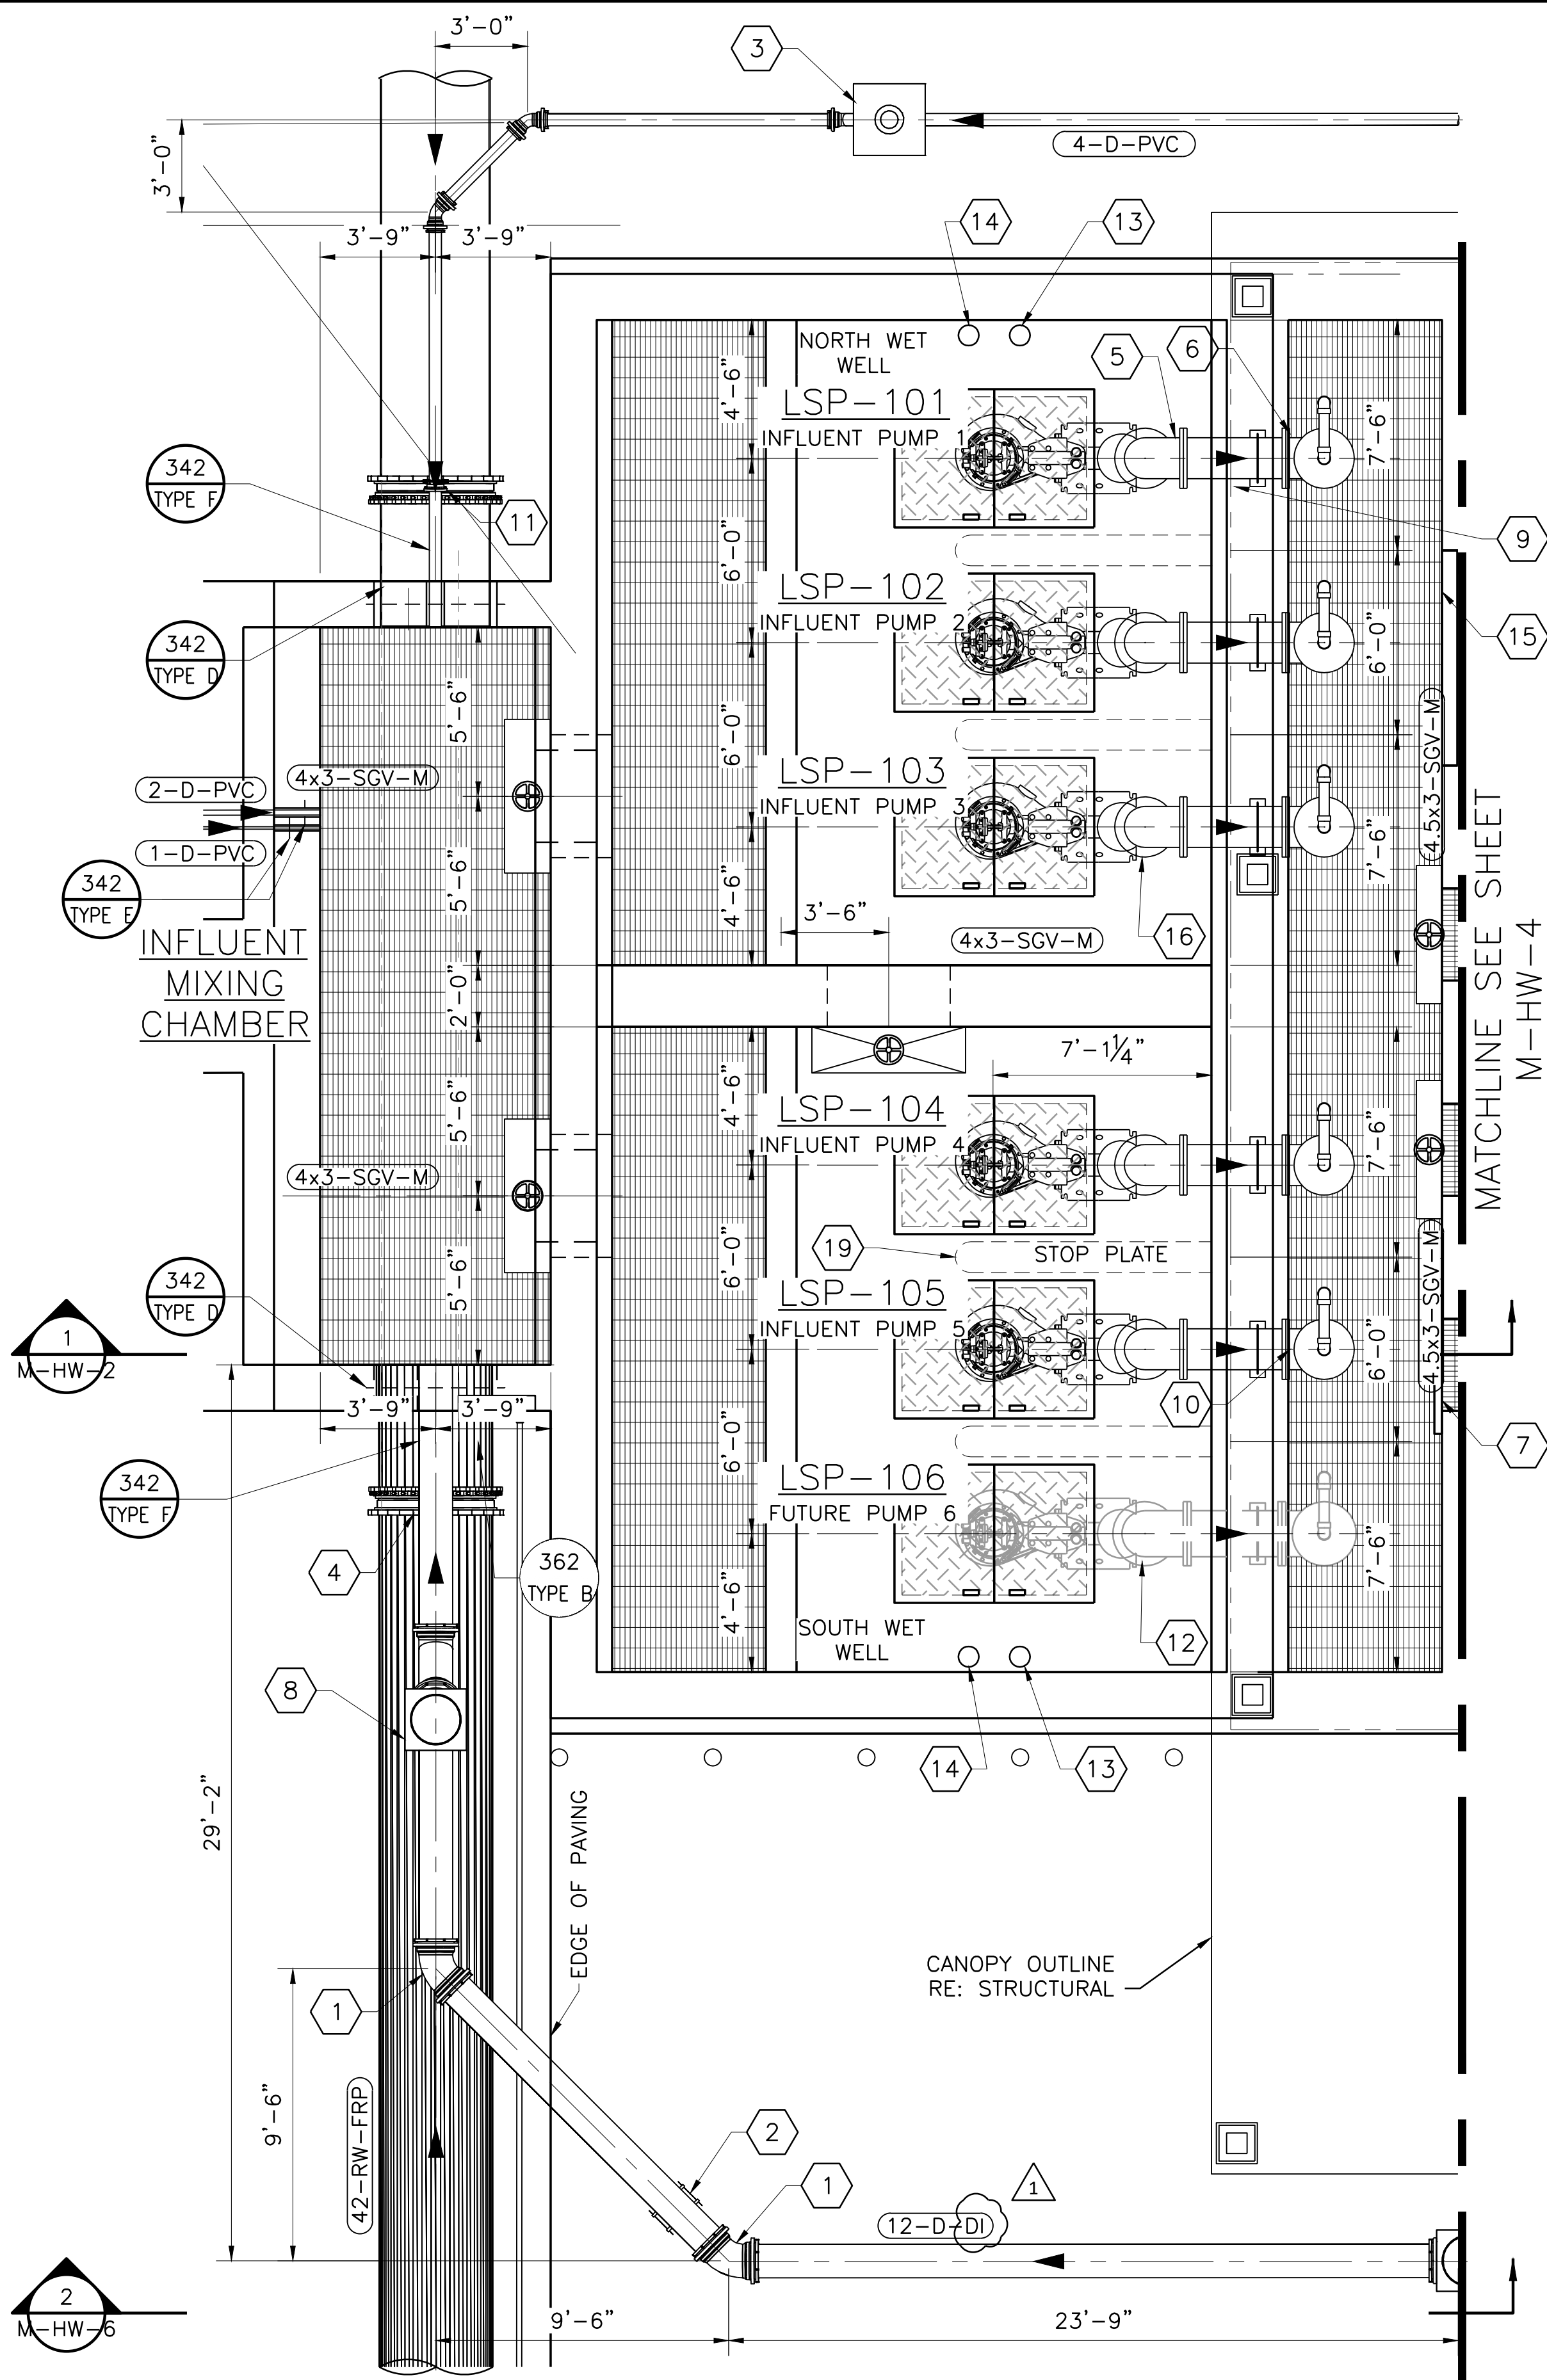 3'-0"
3
3'-0"
4-D-PVC
3'-9"
3'-9"
14
13
NORTH WET
WELL
5
6
4'-6"
LSP-101
INFLUENT PUMP 1
7'-6"
342
TYPE F
11
9
6'-0"
LSP-102
INFLUENT PUMP 2
342
TYPE D
15
6'-0"
5'-6"
4.5x3-SGV-M
6'-0"
LSP-103
INFLUENT PUMP 3
2-D-PVC
4x3-SGV-M
1-D-PVC
342
TYPE E
5'-6"
7'-6"
4'-6"
3'-6"
4x3-SGV-M
16
INFLUENT
MIXING
CHAMBER
2'-0"
MATCHLINE SEE SHEET
M-HW-4
7'-1¼"
4'-6"
5'-6"
LSP-104
INFLUENT PUMP 4
7'-6"
4x3-SGV-M
19
STOP PLATE
6'-0"
5'-6"
342
TYPE D
LSP-105
INFLUENT PUMP 5
6'-0"
4.5x3-SGV-M
1
M-HW-2
3'-9"
3'-9"
10
7
6'-0"
342
TYPE F
LSP-106
FUTURE PUMP 6
4
362
TYPE B
7'-6"
4'-6"
SOUTH WET
WELL
12
8
14
13
29'-2"
EDGE OF PAVING
CANOPY OUTLINE
RE: STRUCTURAL
1
9'-6"
42-RW-FRP
2
1
1
12-D-DI
2
M-HW-6
9'-6"
23'-9"